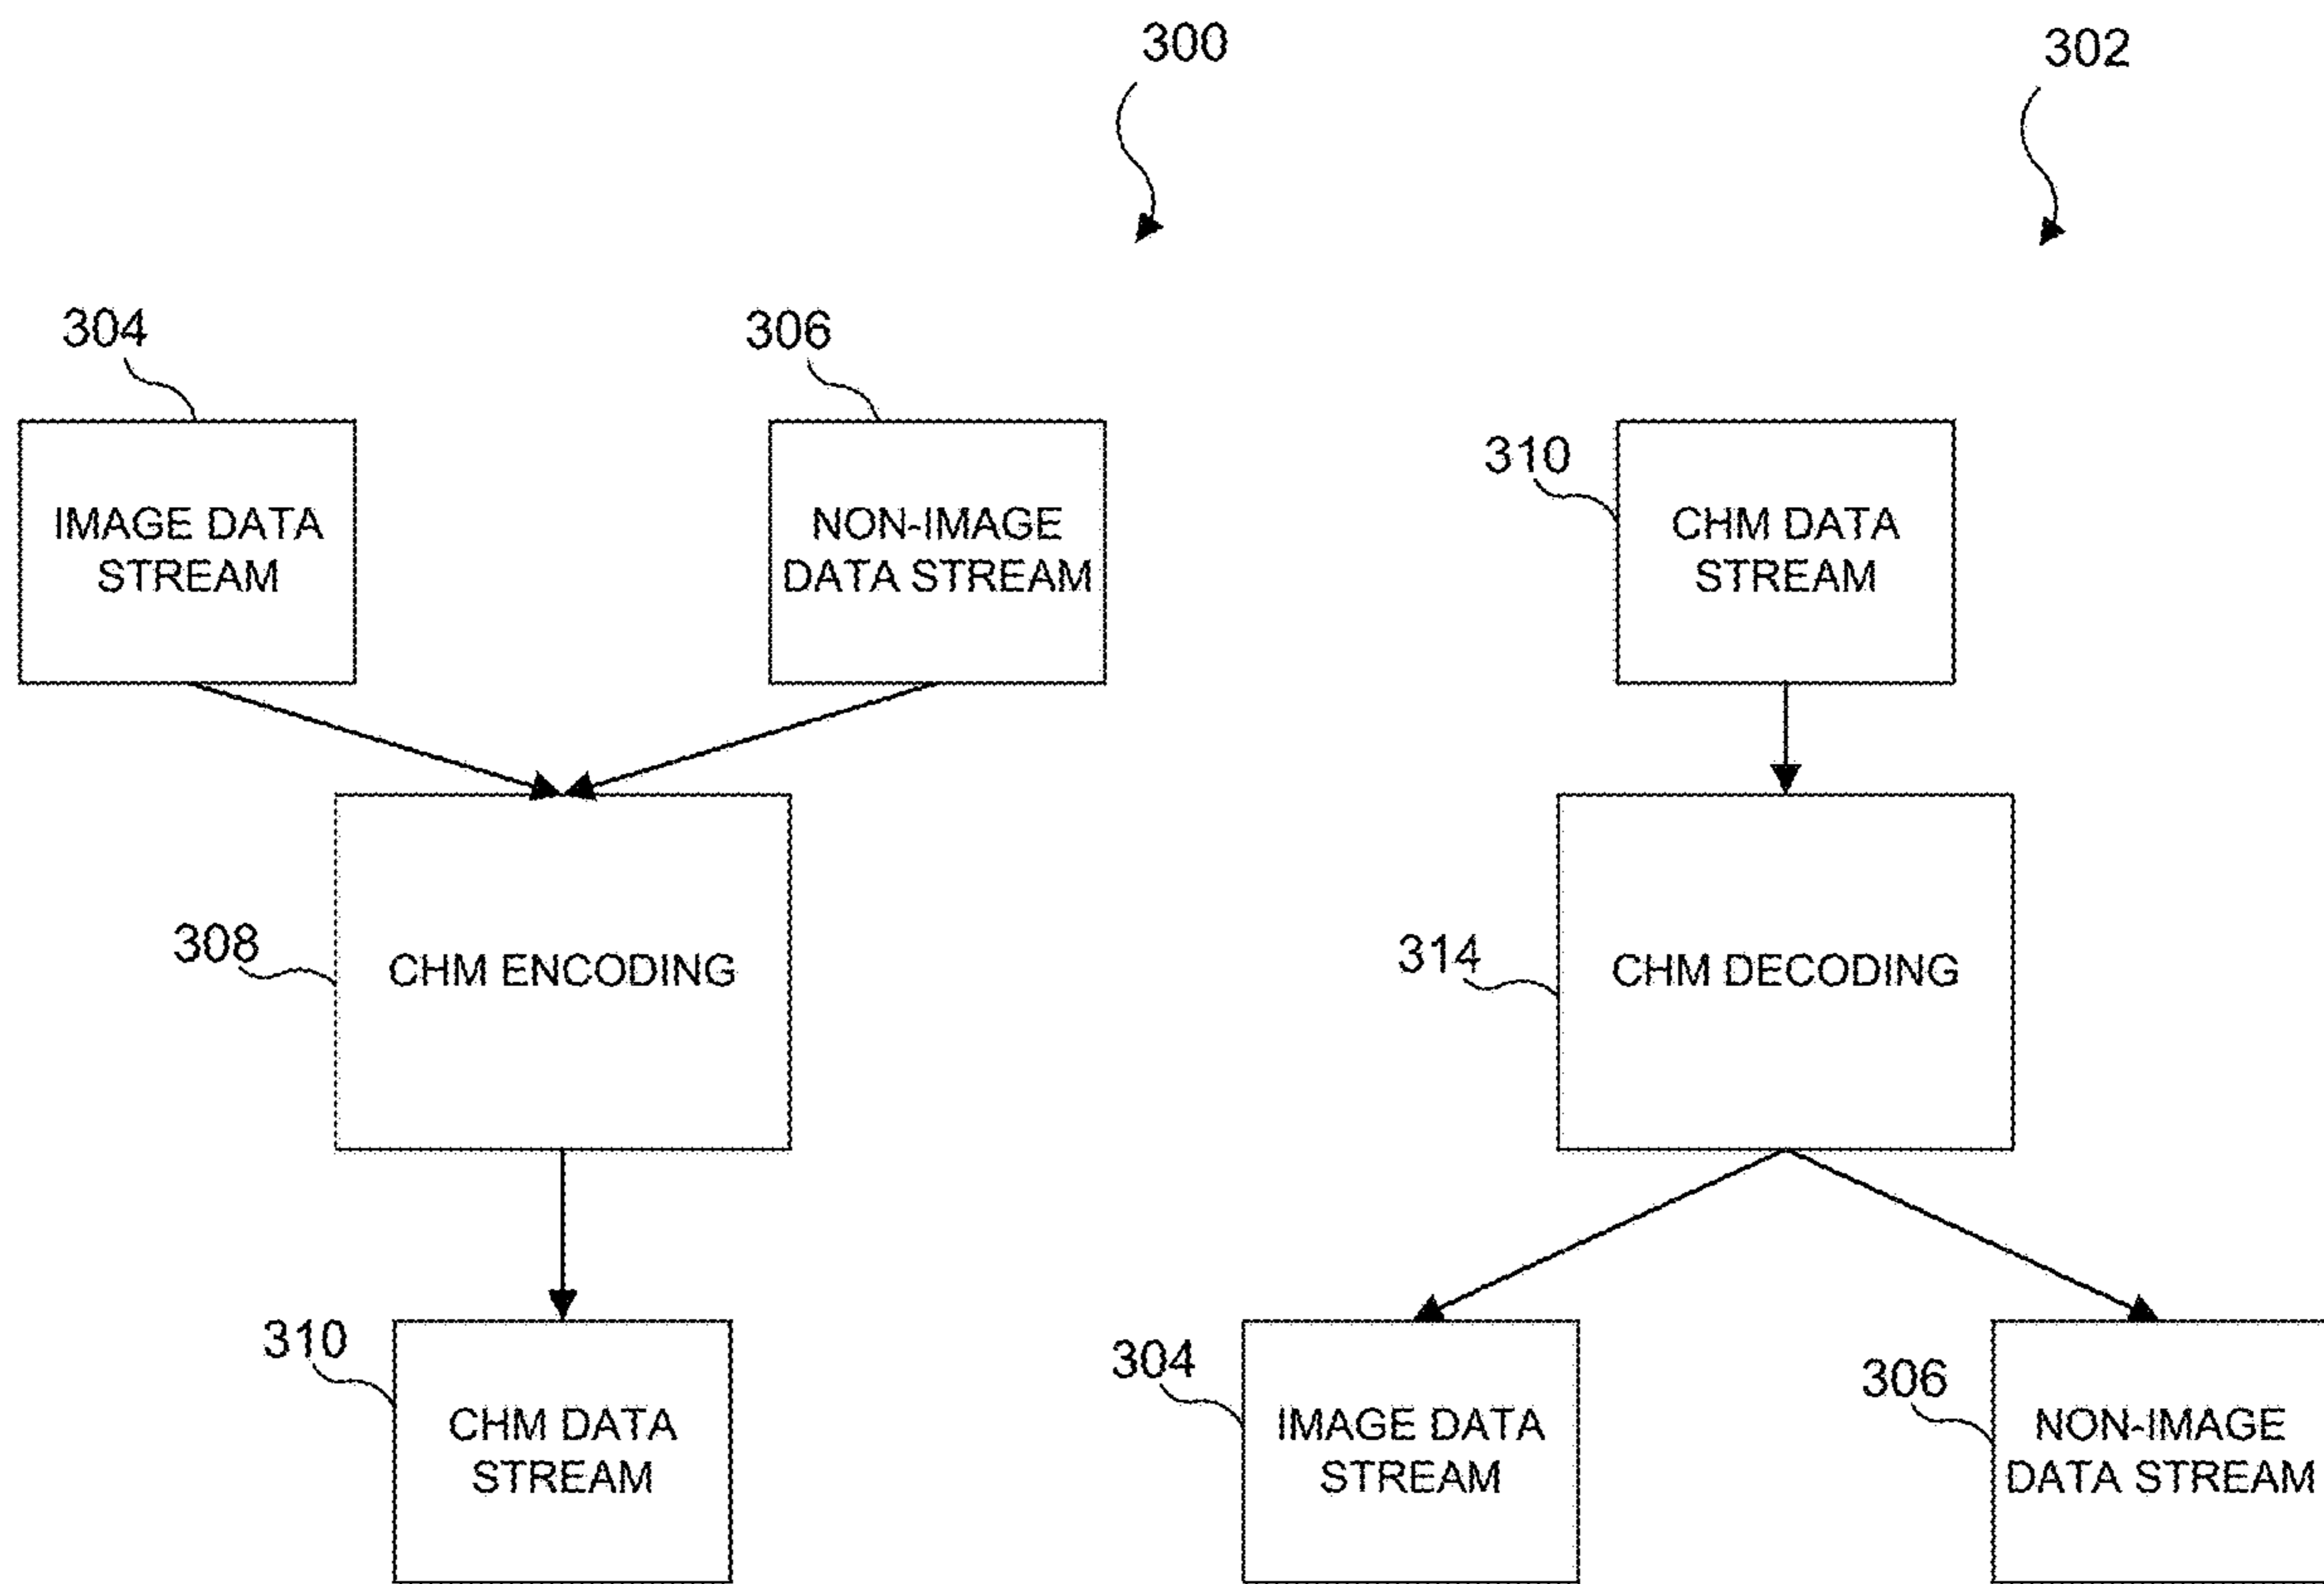 300
302
304
306
310
IMAGE DATA
STREAM
NON-IMAGE
DATA STREAM
CHM DATA
STREAM
308
CHM ENCODING
314
CHM DECODING
310
CHM DATA
STREAM
304
IMAGE DATA
STREAM
306
NON-IMAGE
DATA STREAM